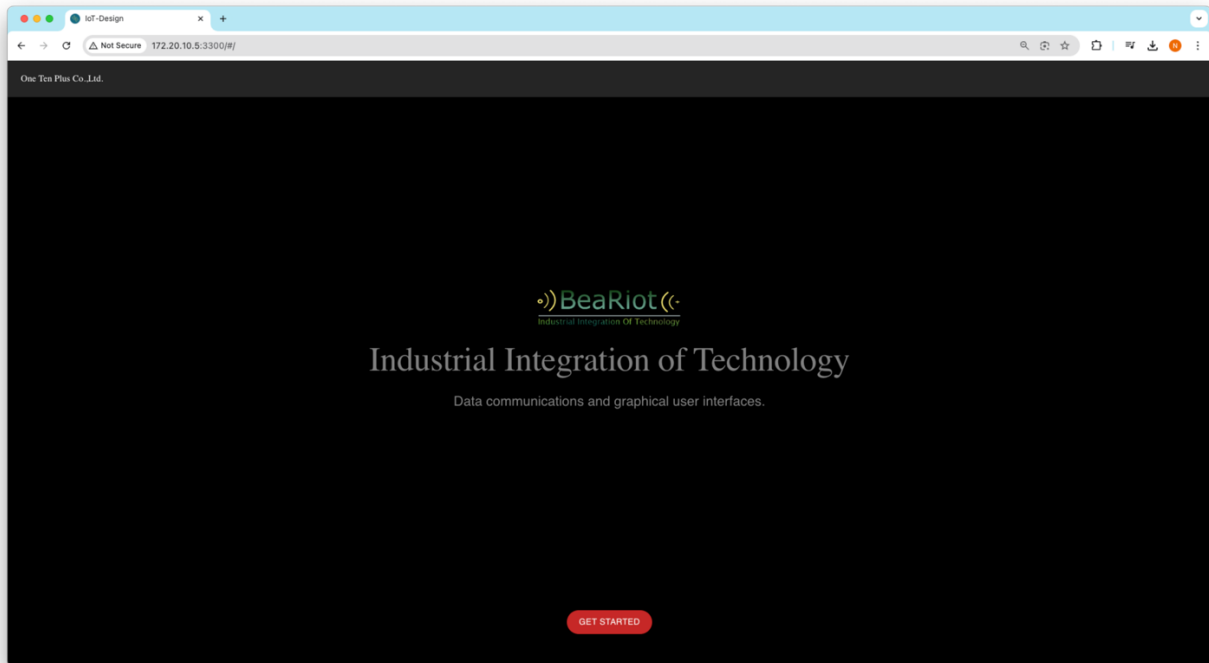 IoT-Design
Not Secure 172.20.10.5:3300/#/
N
One Ten Plus Co.,Ltd.
BeaRiot
Industrial Integration Of Technology
Industrial Integration of Technology
Data communications and graphical user interfaces.
GET STARTED